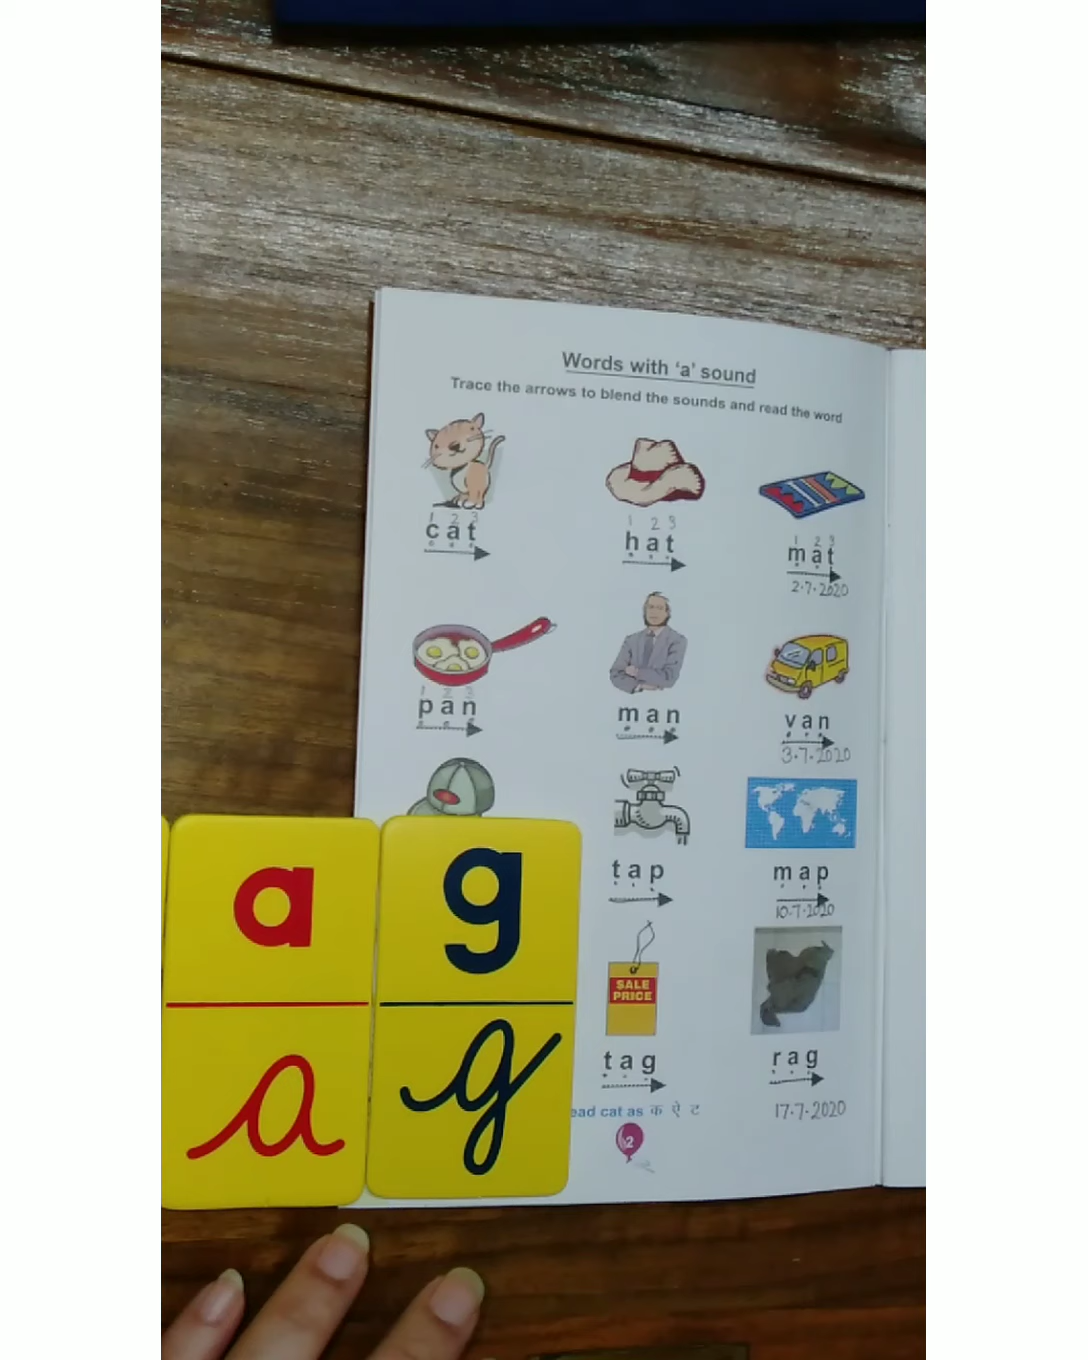 Words with 'a' sound
Trace the arrows to blend the sounds and read the word
1 2 3
cat
1 2 3
hat
1 2 3
mat
2.7.2020
1 2 3
pan
man
van
3.7.2020
tap
map
10.7.2020
SALE
PRICE
tag
rag
ead cat as क ऐ ट
17.7.2020
2
a
g
a
g